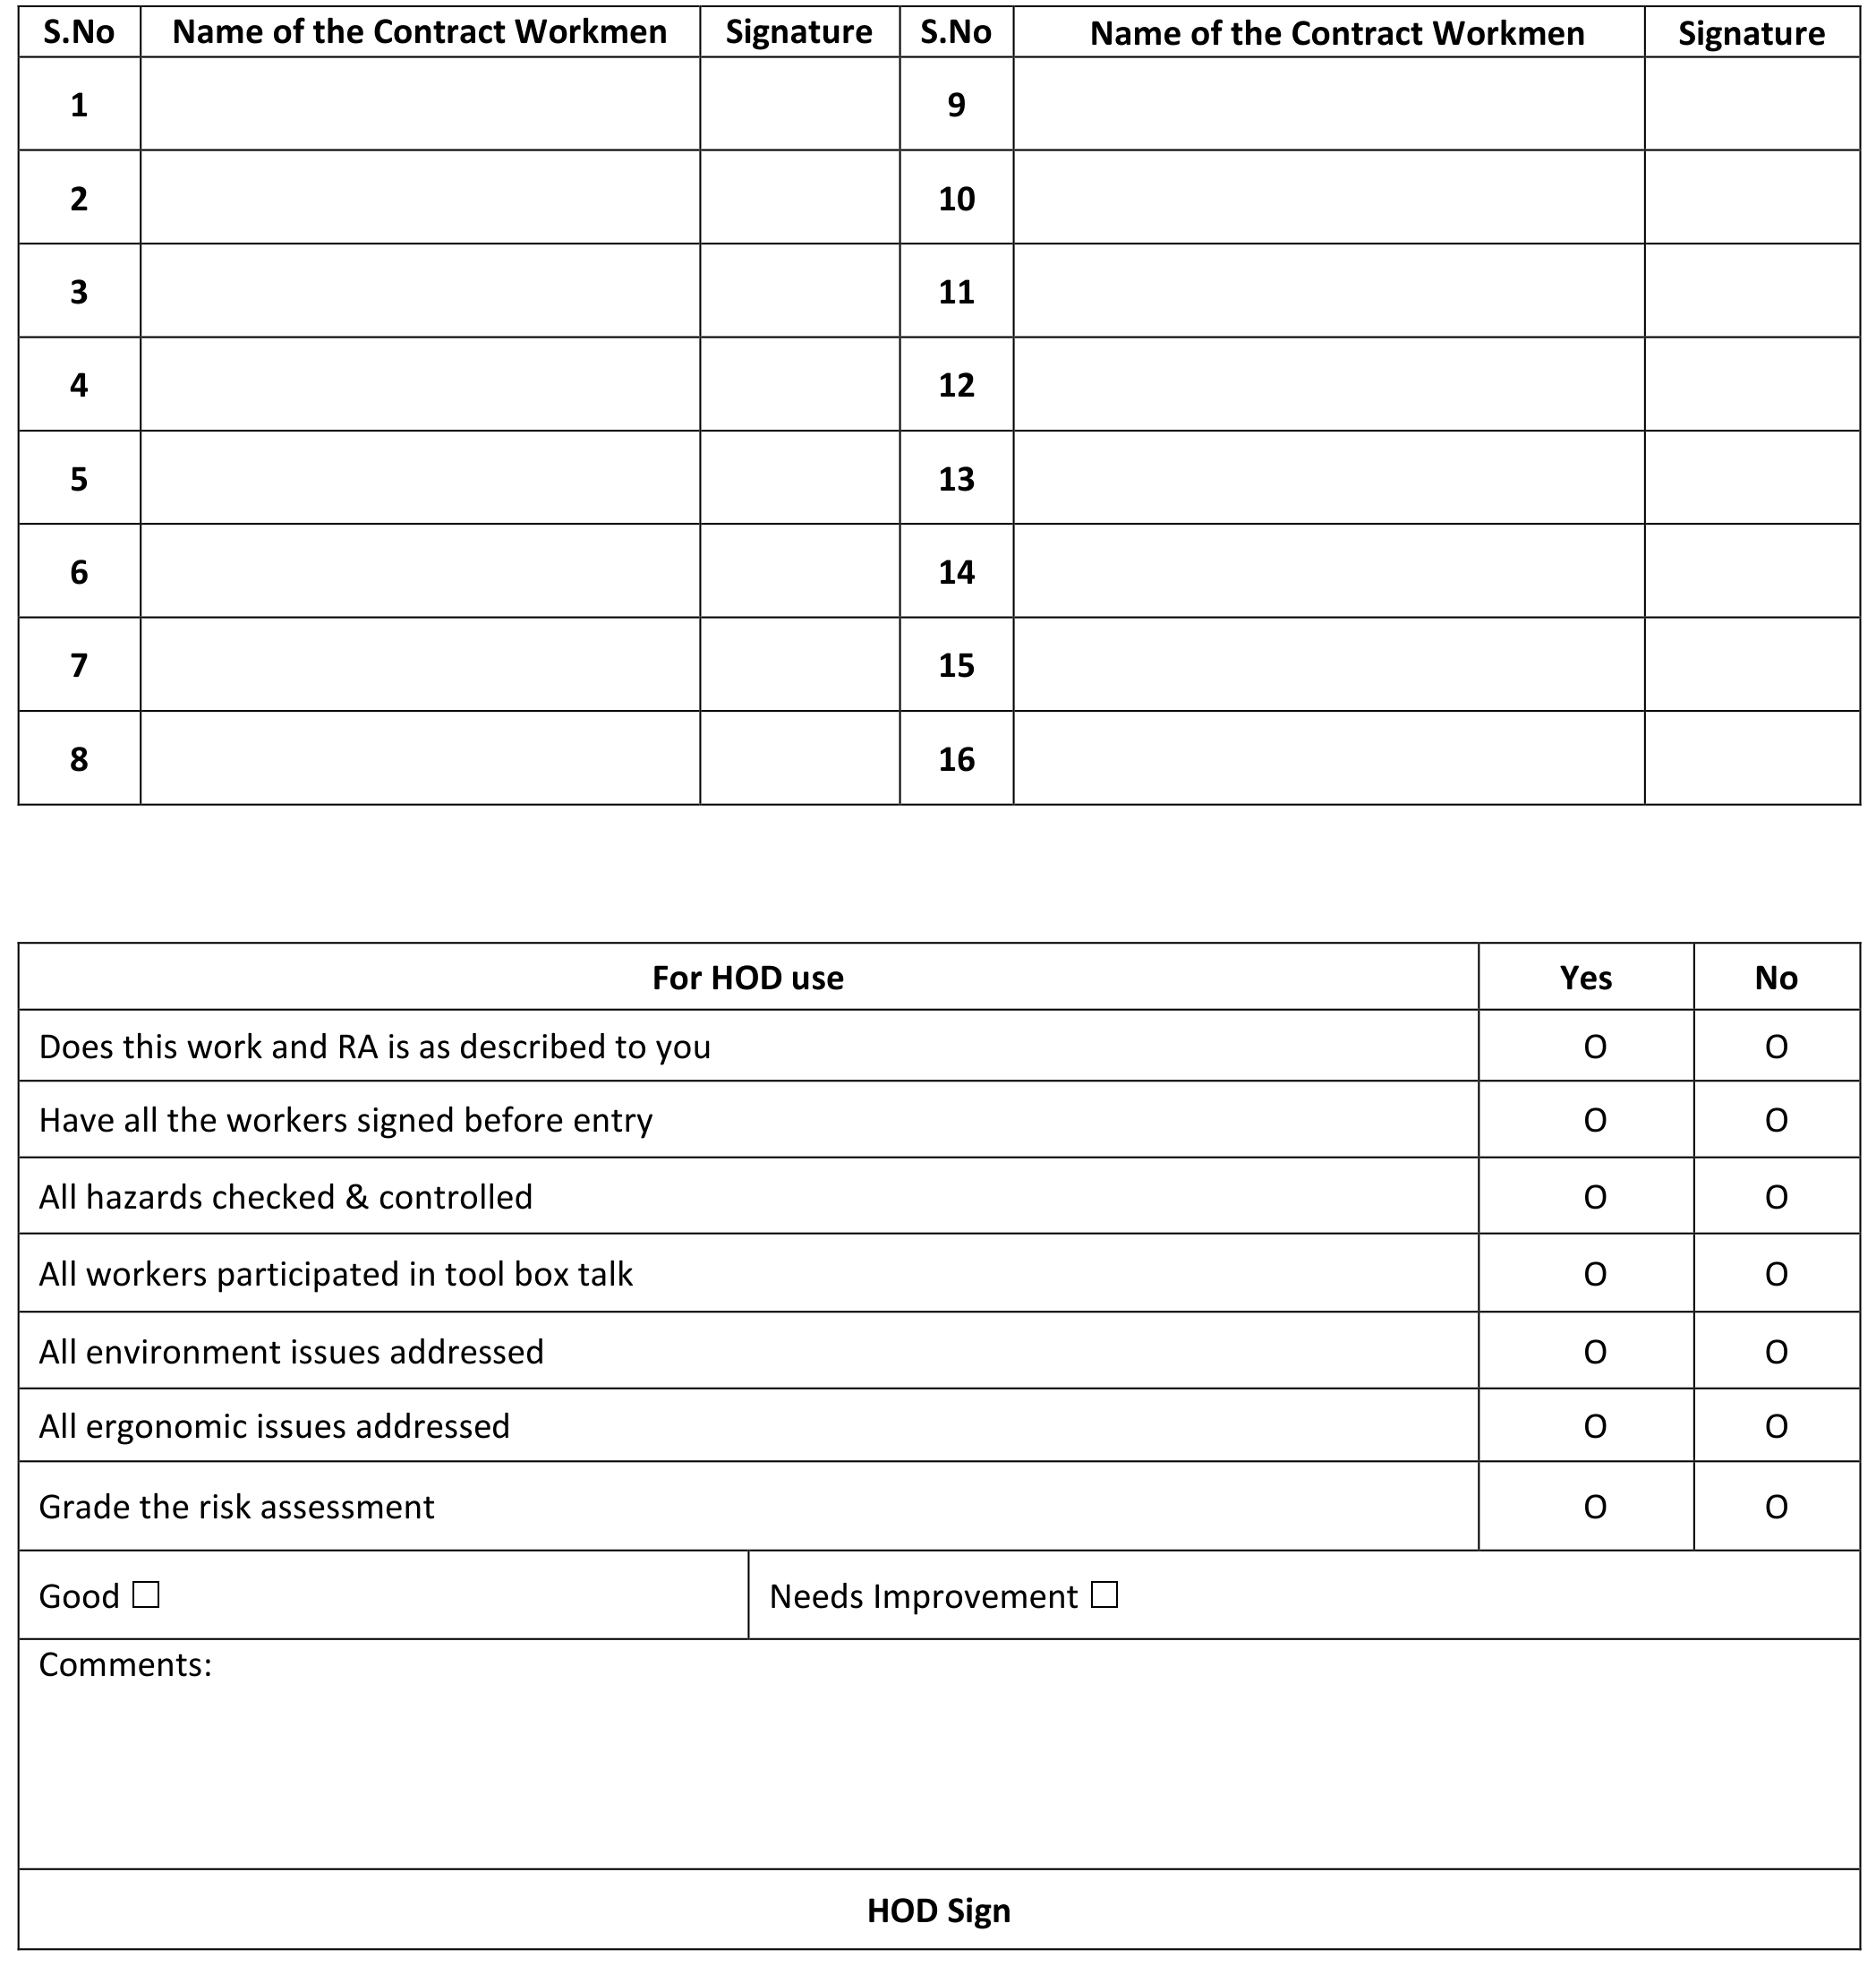 S.No Name of the Contract Workmen Signature S.No Name of the Contract Workmen Signature
1 9
2 10
3 11
4 12
5 13
6 14
7 15
8 16
For HOD use Yes No
Does this work and RA is as described to you O O
Have all the workers signed before entry O O
All hazards checked & controlled O O
All workers participated in tool box talk O O
All environment issues addressed O O
All ergonomic issues addressed O O
Grade the risk assessment O O
Good ☐ Needs Improvement ☐
Comments:
HOD Sign